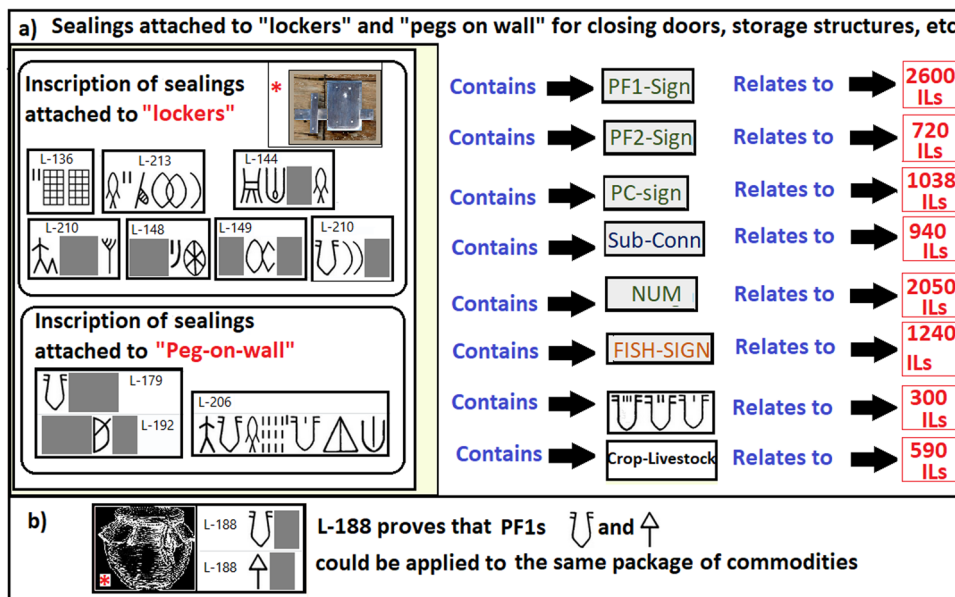 a) Sealings attached to "lockers" and "pegs on wall" for closing doors, storage structures, etc
Inscription of sealings
attached to "lockers"
*
L-136
L-213
L-144
L-210
L-148
L-149
L-210
Inscription of sealings
attached to "Peg-on-wall"
L-179
L-192
L-206
Contains PF1-Sign Relates to 2600
ILs
Contains PF2-Sign Relates to 720
ILs
Contains PC-sign Relates to 1038
ILs
Contains Sub-Conn Relates to 940
ILs
Contains NUM Relates to 2050
ILs
Contains FISH-SIGN Relates to 1240
ILs
Contains Relates to 300
ILs
Contains Crop-Livestock Relates to 590
ILs
b)
*
L-188
L-188
L-188 proves that PF1s and
could be applied to the same package of commodities